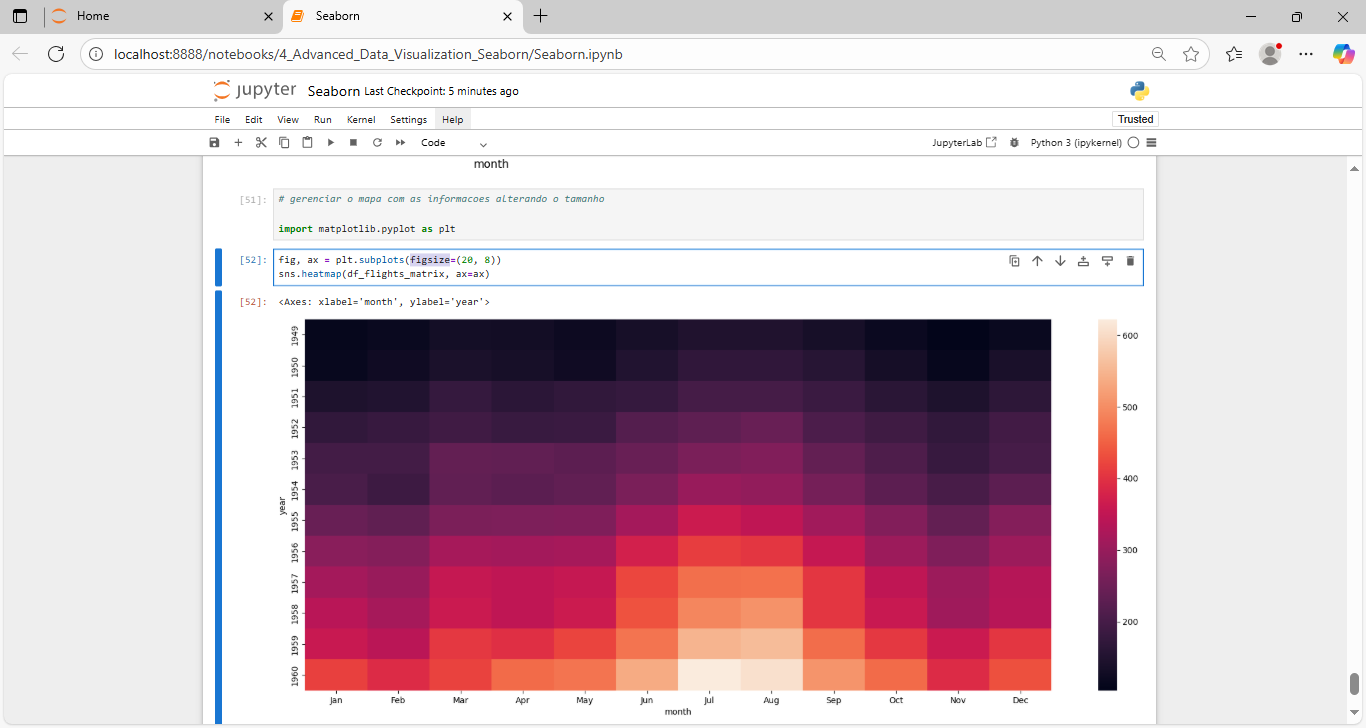 Home
Seaborn
localhost:8888/notebooks/4_Advanced_Data_Visualization_Seaborn/Seaborn.ipynb
jupyter Seaborn Last Checkpoint: 5 minutes ago
File Edit View Run Kernel Settings Help
Trusted
Code
JupyterLab
Python 3 (ipykernel)
month
[51]: # gerenciar o mapa com as informacoes alterando o tamanho
import matplotlib.pyplot as plt
[52]: fig, ax = plt.subplots(figsize=(20, 8))
sns.heatmap(df_flights_matrix, ax=ax)
[52]: <Axes: xlabel='month', ylabel='year'>
year
1949
1950
1951
1952
1953
1954
1955
1956
1957
1958
1959
1960
Jan Feb Mar Apr May Jun Jul Aug Sep Oct Nov Dec
month
600
500
400
300
200